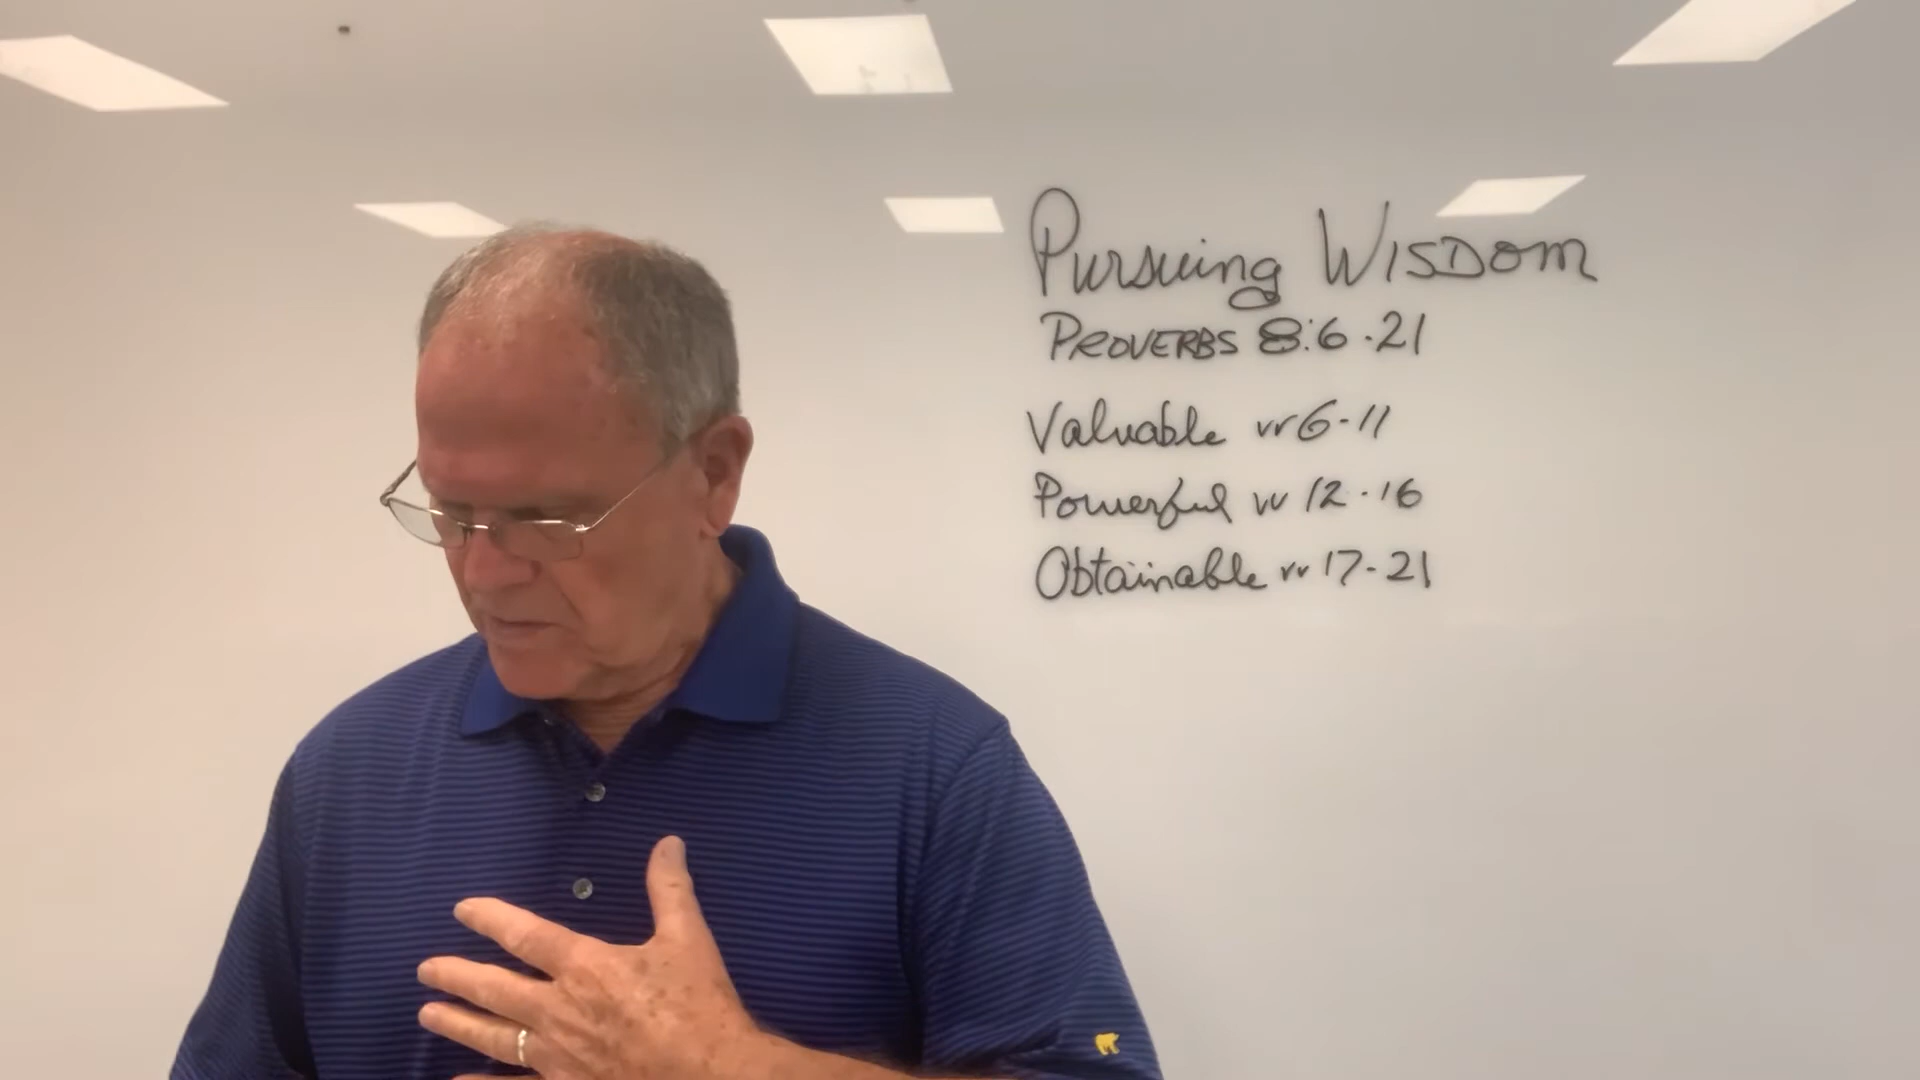 Pursuing WISDOM
PROVERBS 8:6-21
Valuable vv 6-11
Powerful vv 12-16
Obtainable vv 17-21